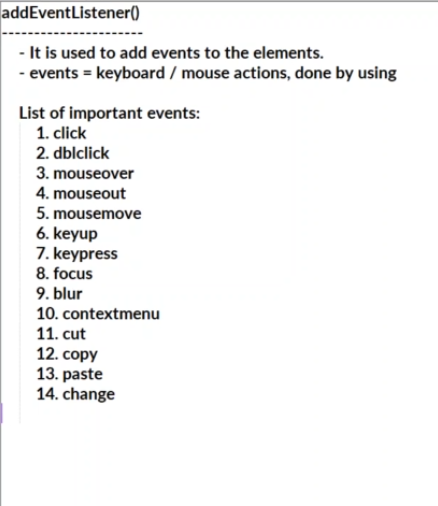 addEventListener()
----------------------
- It is used to add events to the elements.
- events = keyboard / mouse actions, done by using
List of important events:
1. click
2. dblclick
3. mouseover
4. mouseout
5. mousemove
6. keyup
7. keypress
8. focus
9. blur
10. contextmenu
11. cut
12. copy
13. paste
14. change